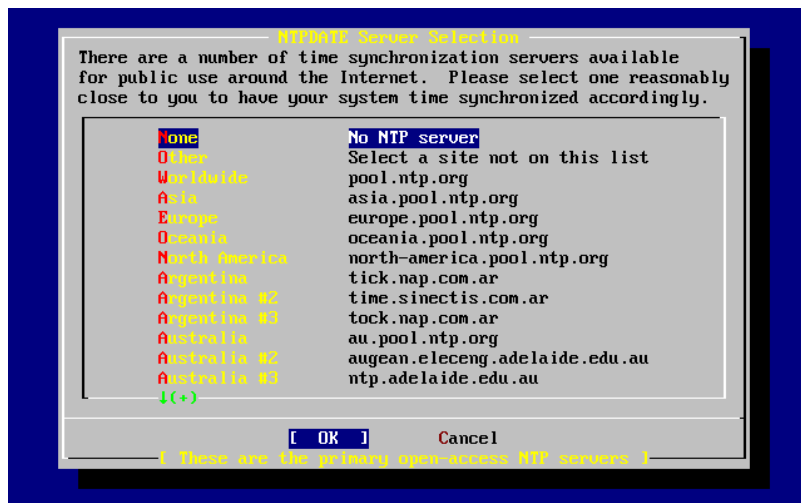 NTPDATE Server Selection
There are a number of time synchronization servers available
for public use around the Internet.  Please select one reasonably
close to you to have your system time synchronized accordingly.
None No NTP server
Other Select a site not on this list
Worldwide pool.ntp.org
Asia asia.pool.ntp.org
Europe europe.pool.ntp.org
Oceania oceania.pool.ntp.org
North America north-america.pool.ntp.org
Argentina tick.nap.com.ar
Argentina #2 time.sinectis.com.ar
Argentina #3 tock.nap.com.ar
Australia au.pool.ntp.org
Australia #2 augean.eleceng.adelaide.edu.au
Australia #3 ntp.adelaide.edu.au
↓(+)
[ OK ] Cancel
[ These are the primary open-access NTP servers ]